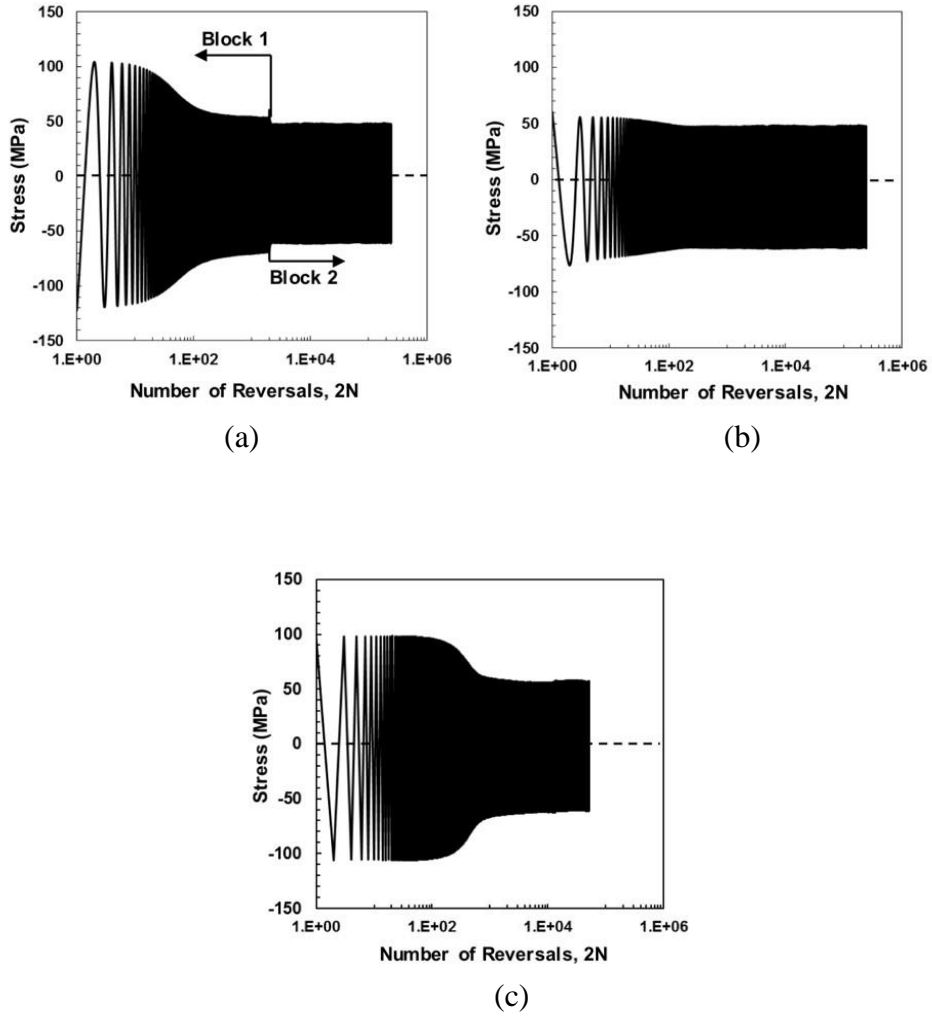 150
100
50
0
-50
-100
-150
Stress (MPa)
Block 1
Block 2
1.E+00 1.E+02 1.E+04 1.E+06
Number of Reversals, 2N
(a)
150
100
50
0
-50
-100
-150
Stress (MPa)
1.E+00 1.E+02 1.E+04 1.E+06
Number of Reversals, 2N
(b)
150
100
50
0
-50
-100
-150
Stress (MPa)
1.E+00 1.E+02 1.E+04 1.E+06
Number of Reversals, 2N
(c)